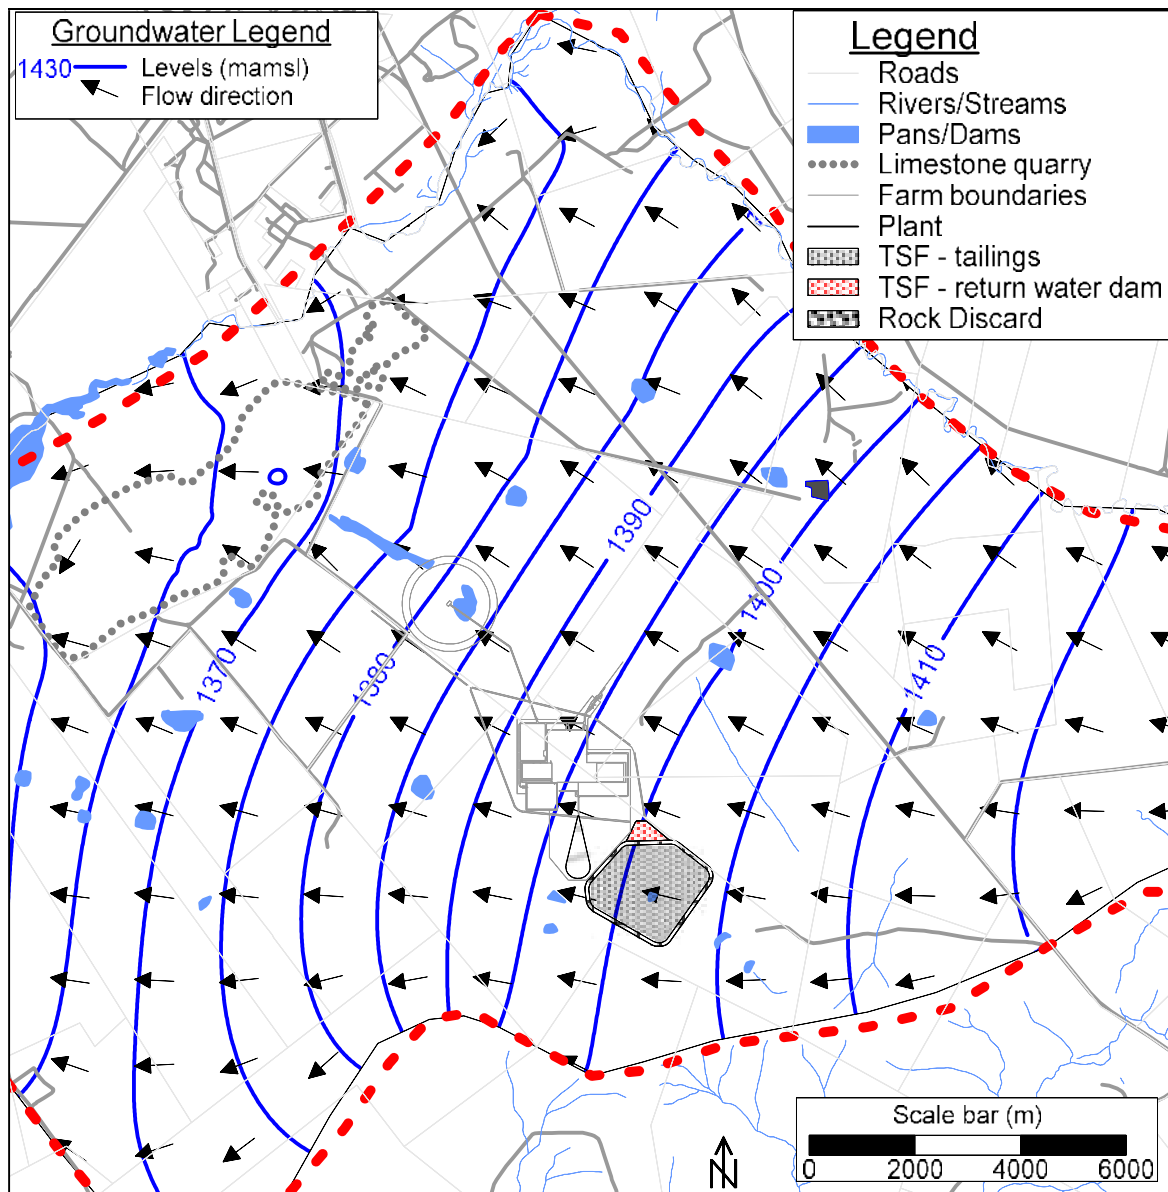 Groundwater Legend
1430 Levels (mamsl)
Flow direction
Legend
Roads
Rivers/Streams
Pans/Dams
Limestone quarry
Farm boundaries
Plant
TSF - tailings
TSF - return water dam
Rock Discard
1390
1400
1410
1370
1380
Scale bar (m)
0 2000 4000 6000
N